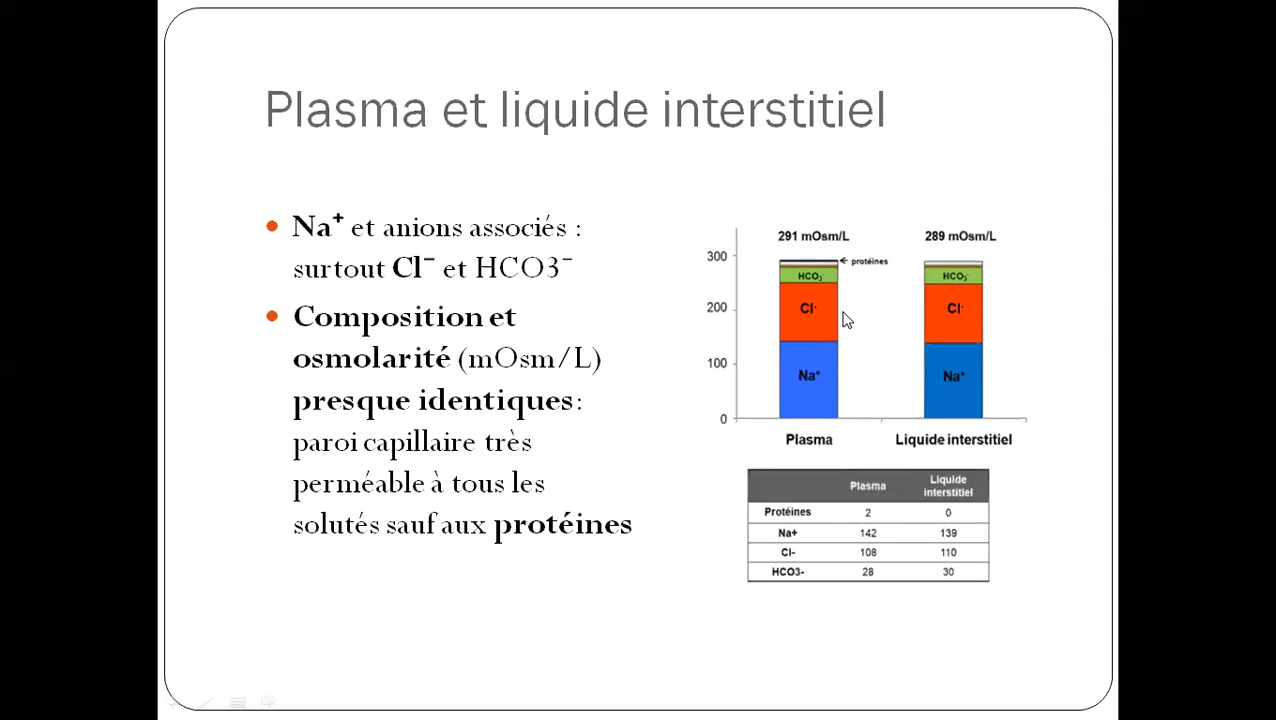 Plasma et liquide interstitiel
Na⁺ et anions associés :
surtout Cl⁻ et HCO3⁻
Composition et
osmolarité (mOsm/L)
presque identiques:
paroi capillaire très
perméable à tous les
solutés sauf aux protéines
291 mOsm/L 289 mOsm/L
300
200
100
0
protéines
HCO₃⁻ HCO₃⁻
Cl⁻ Cl⁻
Na⁺ Na⁺
Plasma Liquide interstitiel
Plasma Liquide interstitiel
Protéines 2 0
Na+ 142 139
Cl- 108 110
HCO3- 28 30